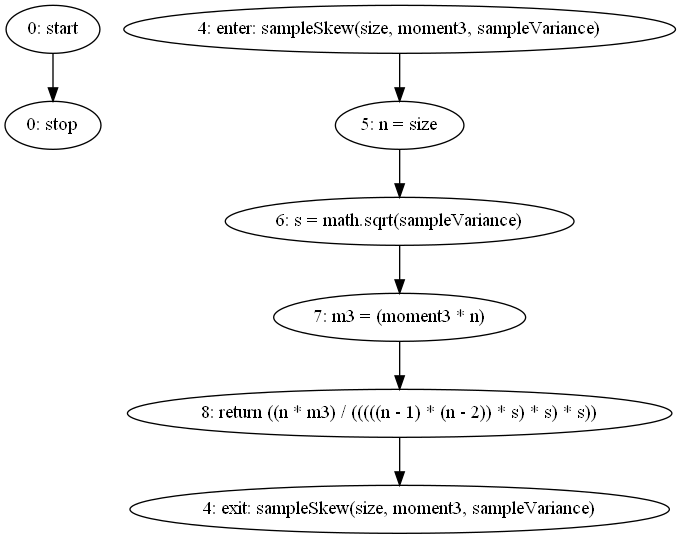 0: start
4: enter: sampleSkew(size, moment3, sampleVariance)
0: stop
5: n = size
6: s = math.sqrt(sampleVariance)
7: m3 = (moment3 * n)
8: return ((n * m3) / (((((n - 1) * (n - 2)) * s) * s) * s))
4: exit: sampleSkew(size, moment3, sampleVariance)